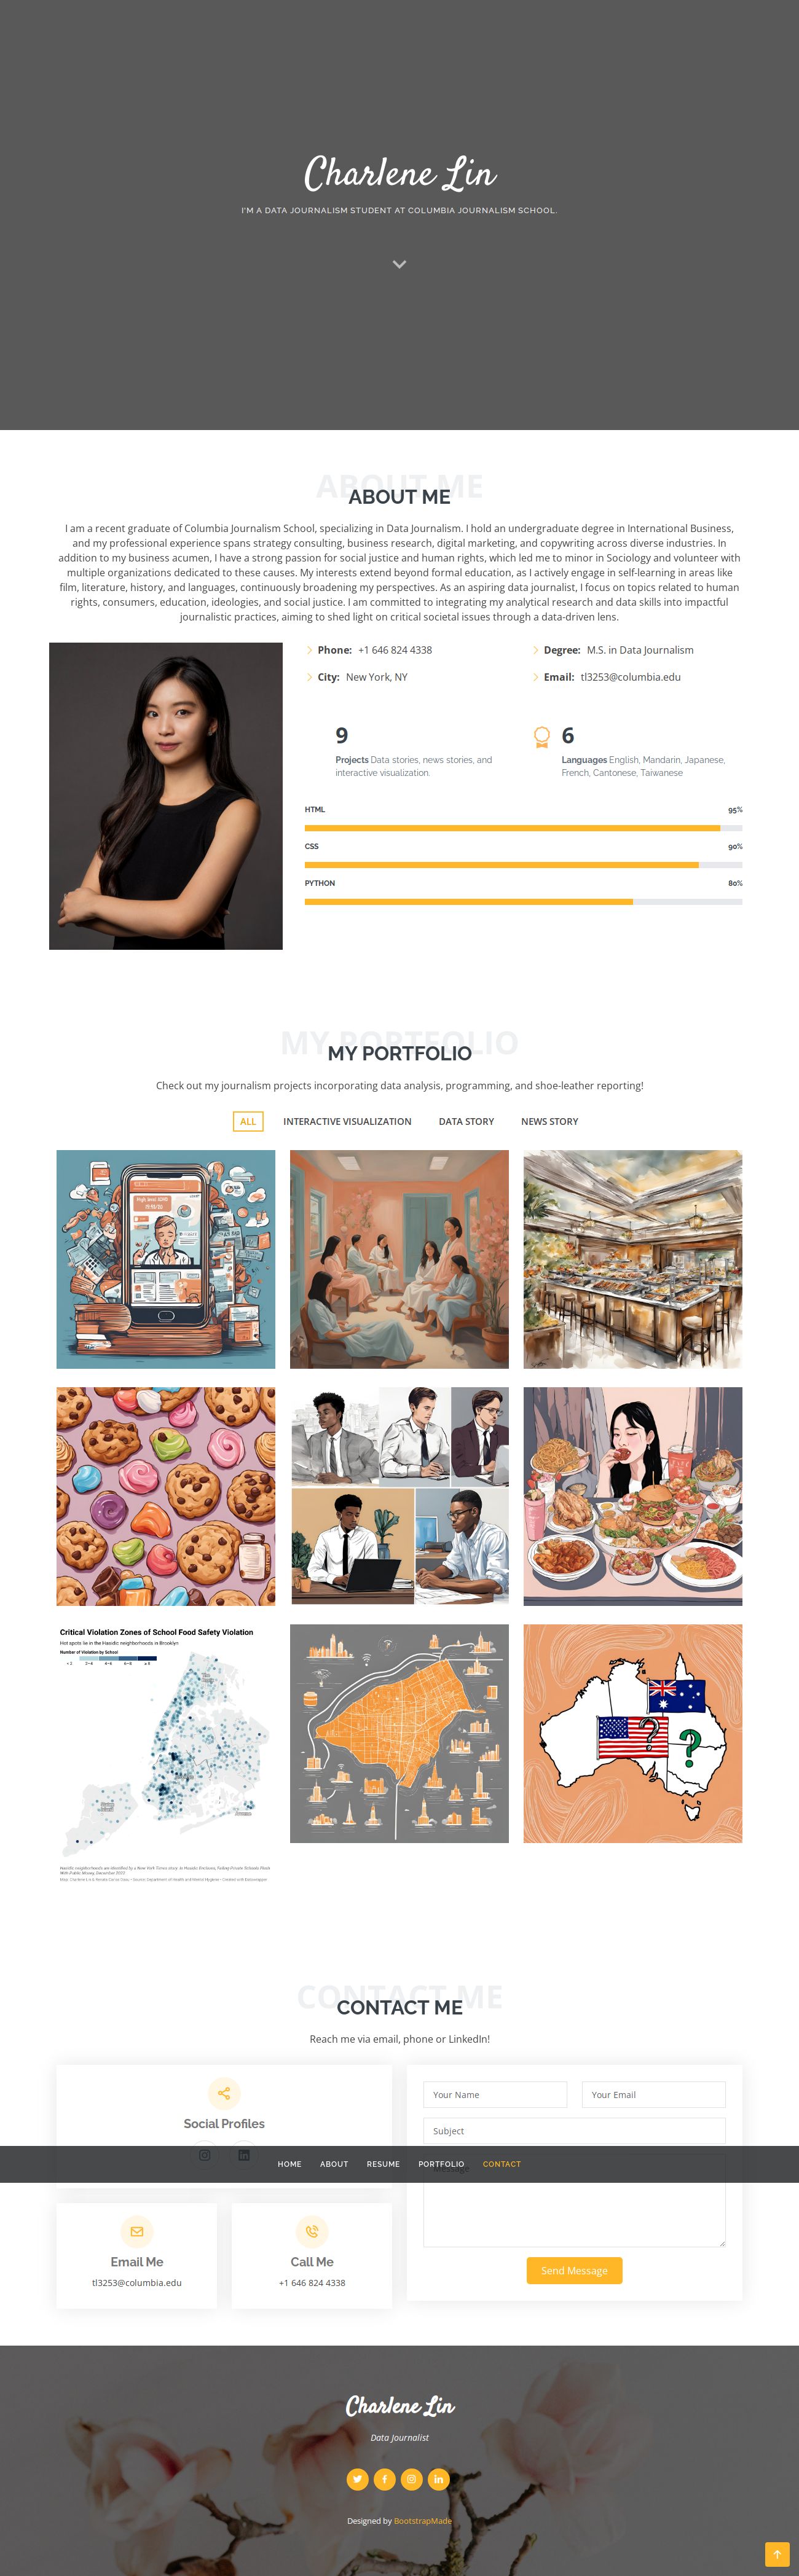 Charlene Lin
I'M A DATA JOURNALISM STUDENT AT COLUMBIA JOURNALISM SCHOOL.
ABOUT ME
ABOUT ME
I am a recent graduate of Columbia Journalism School, specializing in Data Journalism. I hold an undergraduate degree in International Business,
and my professional experience spans strategy consulting, business research, digital marketing, and copywriting across diverse industries. In
addition to my business acumen, I have a strong passion for social justice and human rights, which led me to minor in Sociology and volunteer with
multiple organizations dedicated to these causes. My interests extend beyond formal education, as I actively engage in self-learning in areas like
film, literature, history, and languages, continuously broadening my perspectives. As an aspiring data journalist, I focus on topics related to human
rights, consumers, education, ideologies, and social justice. I am committed to integrating my analytical research and data skills into impactful
journalistic practices, aiming to shed light on critical societal issues through a data-driven lens.
Phone: +1 646 824 4338
Degree: M.S. in Data Journalism
City: New York, NY
Email: tl3253@columbia.edu
9
Projects Data stories, news stories, and
interactive visualization.
6
Languages English, Mandarin, Japanese,
French, Cantonese, Taiwanese
HTML 95%
CSS 90%
PYTHON 80%
MY PORTFOLIO
MY PORTFOLIO
Check out my journalism projects incorporating data analysis, programming, and shoe-leather reporting!
ALL INTERACTIVE VISUALIZATION DATA STORY NEWS STORY
Critical Violation Zones of School Food Safety Violation
Hot spots lie in the Hasidic neighborhoods in Brooklyn
Number of Violation by School
CONTACT ME
CONTACT ME
Reach me via email, phone or LinkedIn!
Social Profiles
Your Name
Your Email
Subject
HOME ABOUT RESUME PORTFOLIO CONTACT
Email Me
tl3253@columbia.edu
Call Me
+1 646 824 4338
Send Message
Charlene Lin
Data Journalist
Designed by BootstrapMade